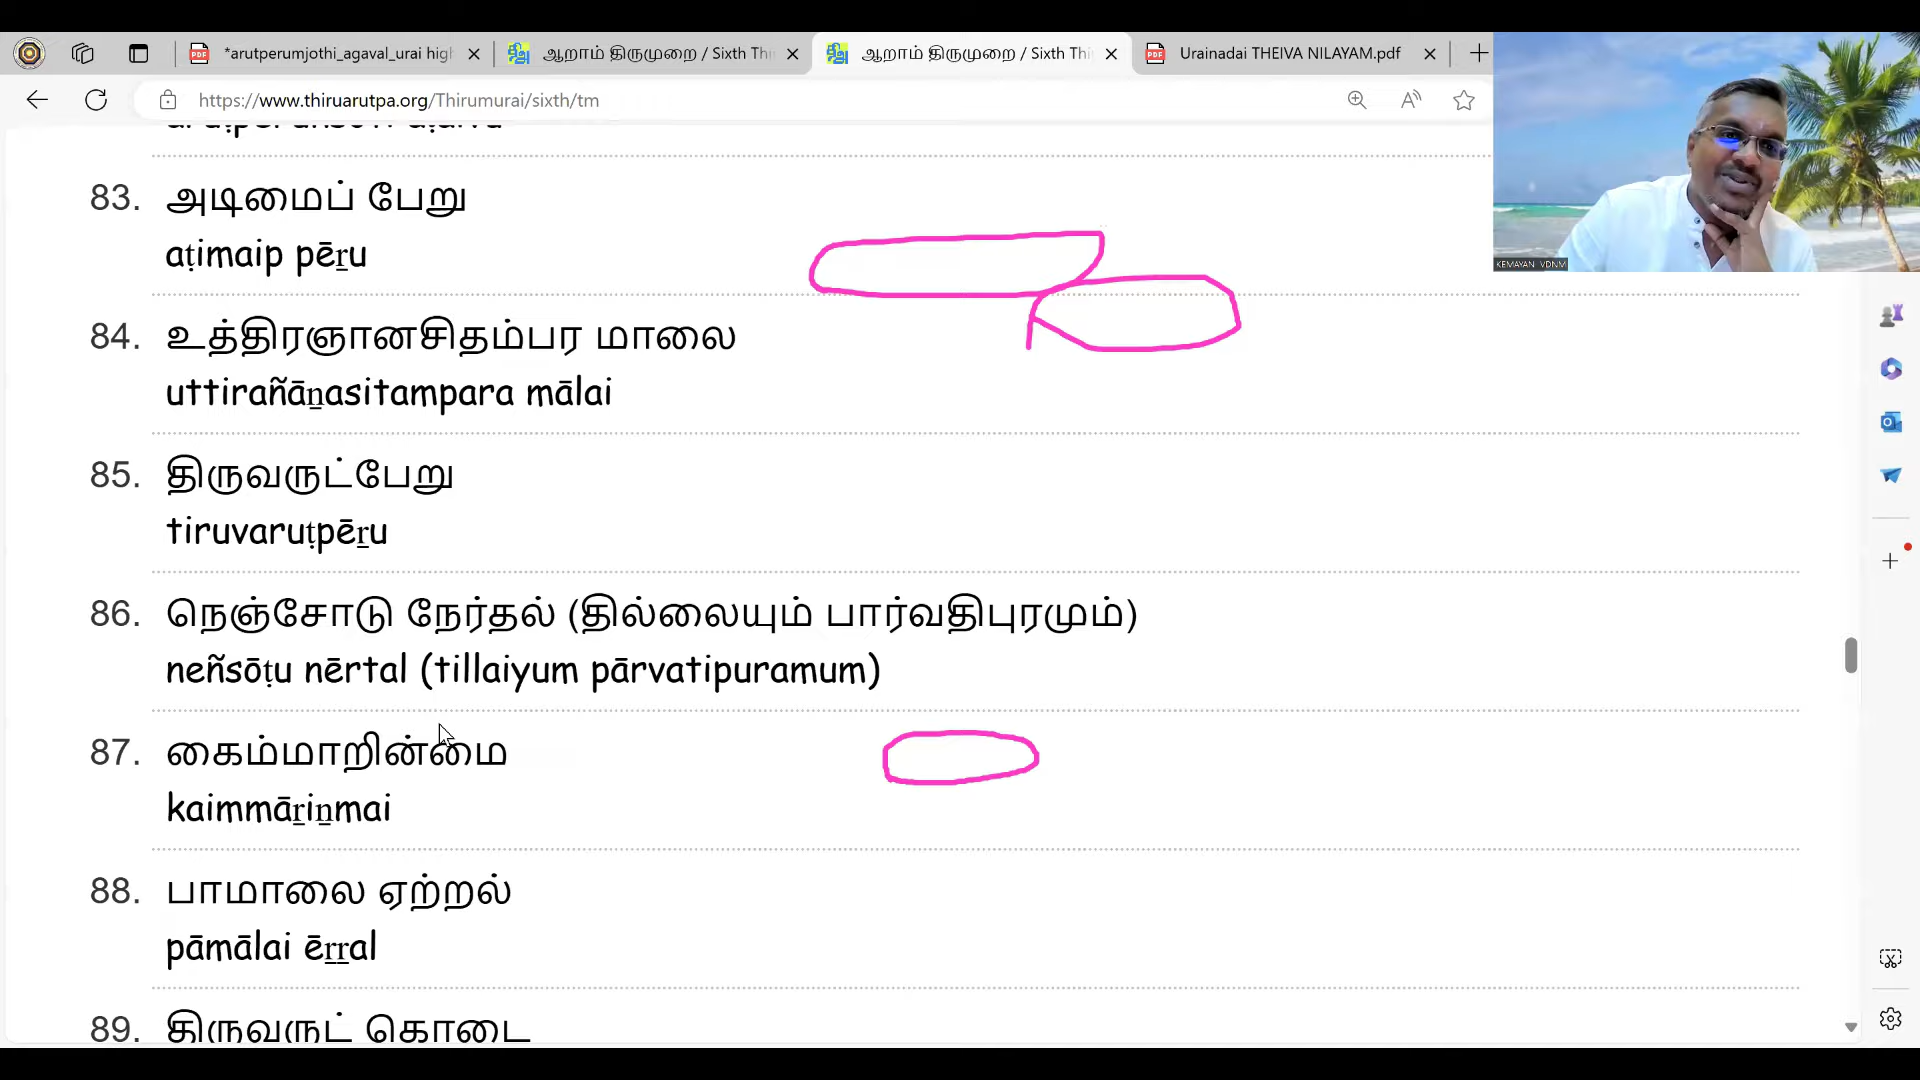 *arutperumjothi_agaval_urai high
ஆறாம் திருமுறை / Sixth Thi
ஆறாம் திருமுறை / Sixth Thi
Urainadai THEIVA NILAYAM.pdf
https://www.thiruarutpa.org/Thirumurai/sixth/tm
KEMAYAN VDNM
83. அடிமைப் பேறு
aṭimaip pēṟu
84. உத்திரஞானசிதம்பர மாலை
uttirañāṉasitampara mālai
85. திருவருட்பேறு
tiruvaruṭpēṟu
86. நெஞ்சோடு நேர்தல் (தில்லையும் பார்வதிபுரமும்)
neñsōṭu nērtal (tillaiyum pārvatipuramum)
87. கைம்மாறின்மை
kaimmāṟiṉmai
88. பாமாலை ஏற்றல்
pāmālai ēṟṟal
89. திருவருட் கொடை